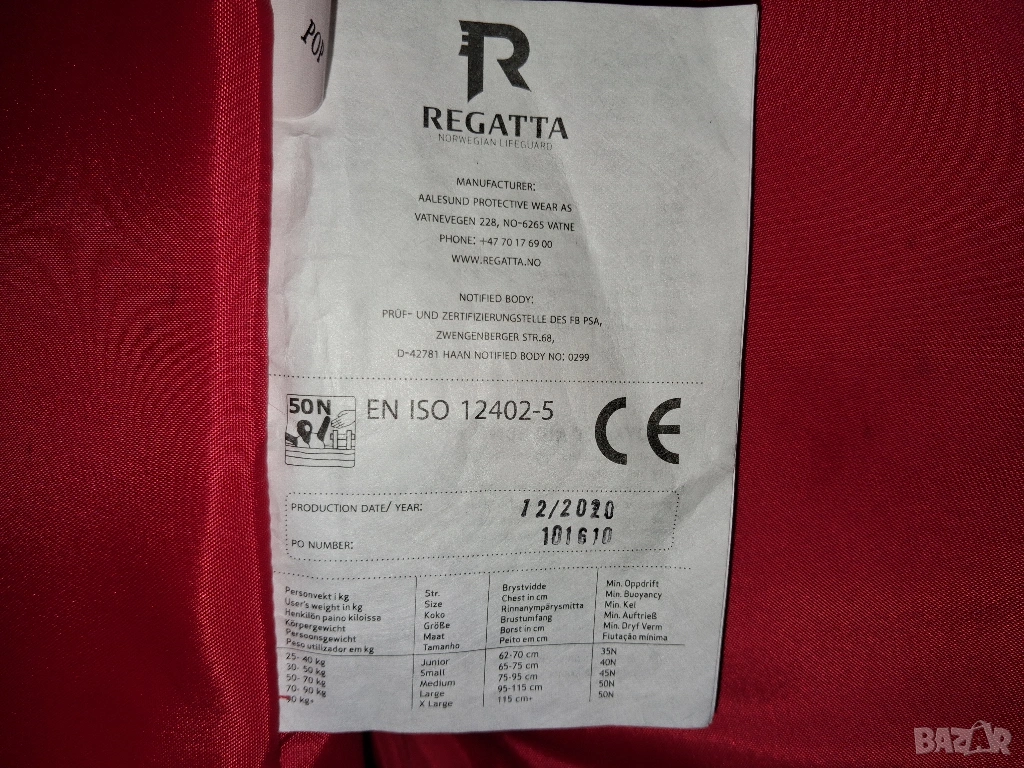 POP
R
REGATTA
NORWEGIAN LIFEGUARD
MANUFACTURER:
AALESUND PROTECTIVE WEAR AS
VATNEVEGEN 228, NO-6265 VATNE
PHONE: +47 70 17 69 00
WWW.REGATTA.NO
NOTIFIED BODY:
PRÜF- UND ZERTIFIZIERUNGSTELLE DES FB PSA,
ZWENGENBERGER STR.68,
D-42781 HAAN NOTIFIED BODY NO: 0299
50N EN ISO 12402-5 CE
PRODUCTION DATE/ YEAR: 12/2020
PO NUMBER: 101610
Personvekt i kg Str. Brystvidde Min. Oppdrift
User's weight in kg Size Chest in cm Min. Buoyancy
Henkilön paino kiloissa Koko Rinnanympärysmitta Min. Kel
Körpergewicht Größe Brustumfang Min. Auftrieß
Persoonsgewicht Maat Borst in cm Min. Dryf Verm
Peso utilizador em kg Tamanho Peito em cm Flutação mínima
25- 40 kg Junior 62-70 cm 35N
30- 50 kg Small 65-75 cm 40N
50- 70 kg Medium 75-95 cm 45N
70- 90 kg Large 95-115 cm 50N
90 kg+ X Large 115 cm+ 50N
BAZAR